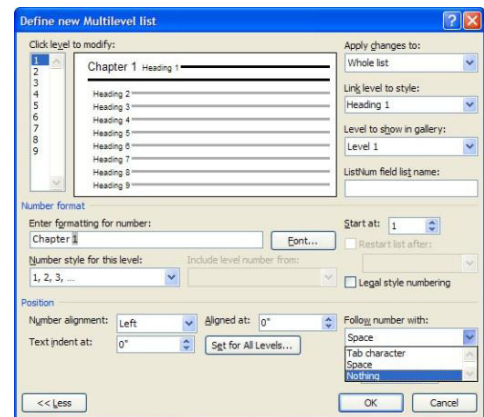 Define new Multilevel list
Click level to modify:
1
2
3
4
5
6
7
8
9
Chapter 1 Heading 1
Heading 2
Heading 3
Heading 4
Heading 5
Heading 6
Heading 7
Heading 8
Heading 9
Apply changes to:
Whole list
Link level to style:
Heading 1
Level to show in gallery:
Level 1
ListNum field list name:
Number format
Enter formatting for number:
Chapter 1
Font...
Number style for this level:
1, 2, 3, ...
Include level number from:
Start at: 1
Restart list after:
Legal style numbering
Position
Number alignment: Left
Aligned at: 0"
Text indent at: 0"
Set for All Levels...
Follow number with:
Space
Tab character
Space
Nothing
<< Less
OK
Cancel